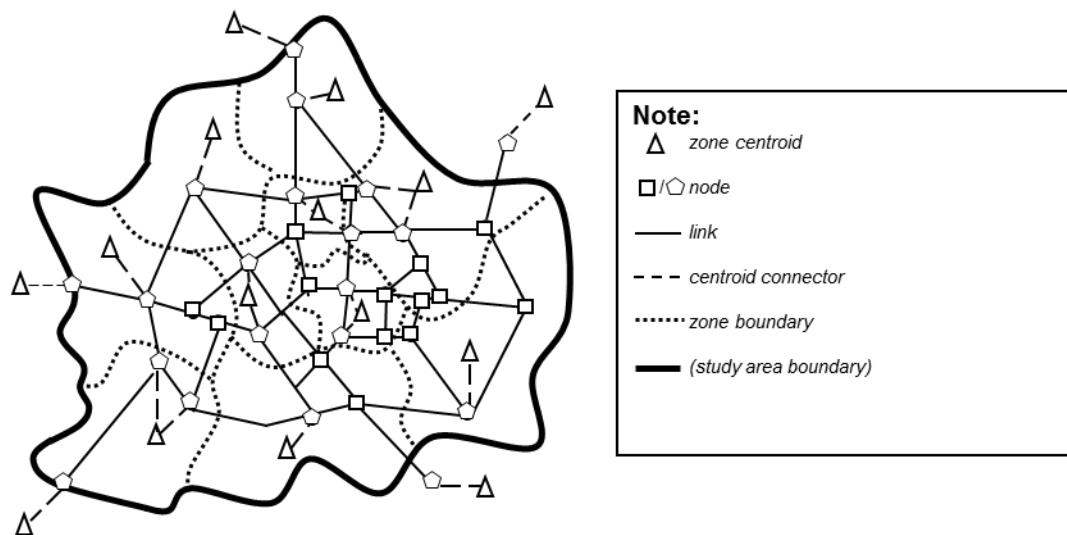 Note:
zone centroid
/ node
link
centroid connector
zone boundary
(study area boundary)